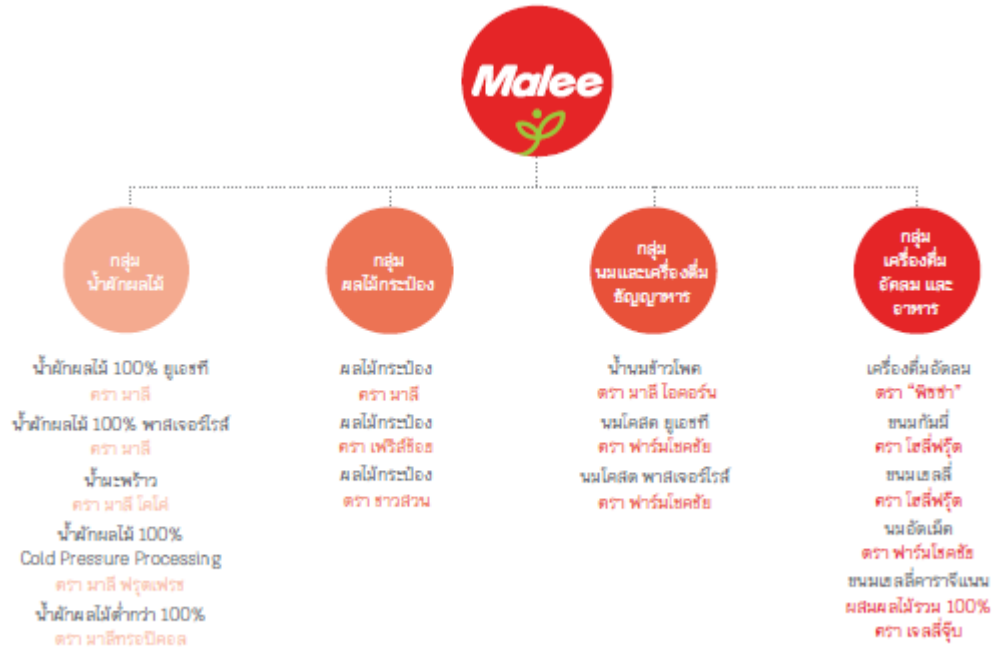 Malee
กลุ่ม
น้ำผักผลไม้
น้ำผักผลไม้ 100% ยูเอชที
ตรา มาลี
น้ำผักผลไม้ 100% พาสเจอร์ไรส์
ตรา มาลี
น้ำมะพร้าว
ตรา มาลี โคโค่
น้ำผักผลไม้ 100%
Cold Pressure Processing
ตรา มาลี ฟรุตเฟรช
น้ำผักผลไม้ต่ำกว่า 100%
ตรา มาลีทรอปิคอล
กลุ่ม
ผลไม้กระป๋อง
ผลไม้กระป๋อง
ตรา มาลี
ผลไม้กระป๋อง
ตรา เฟริส์ช้อย
ผลไม้กระป๋อง
ตรา ชาวสวน
กลุ่ม
นมและเครื่องดื่ม
ธัญญาหาร
น้ำนมข้าวโพด
ตรา มาลี ไอคอร์น
นมโคสด ยูเอชที
ตรา ฟาร์มโชคชัย
นมโคสด พาสเจอร์ไรส์
ตรา ฟาร์มโชคชัย
กลุ่ม
เครื่องดื่ม
อัดลม และ
อาหาร
เครื่องดื่มอัดลม
ตรา "พิชช่า"
ขนมกัมมี่
ตรา โฮลี่ฟรุ๊ต
ขนมเยลลี่
ตรา โฮลี่ฟรุ๊ต
นมอัดเม็ด
ตรา ฟาร์มโชคชัย
ขนมเยลลี่คาราจีแนน
ผสมผลไม้รวม 100%
ตรา เจลลี่จุ๊บ